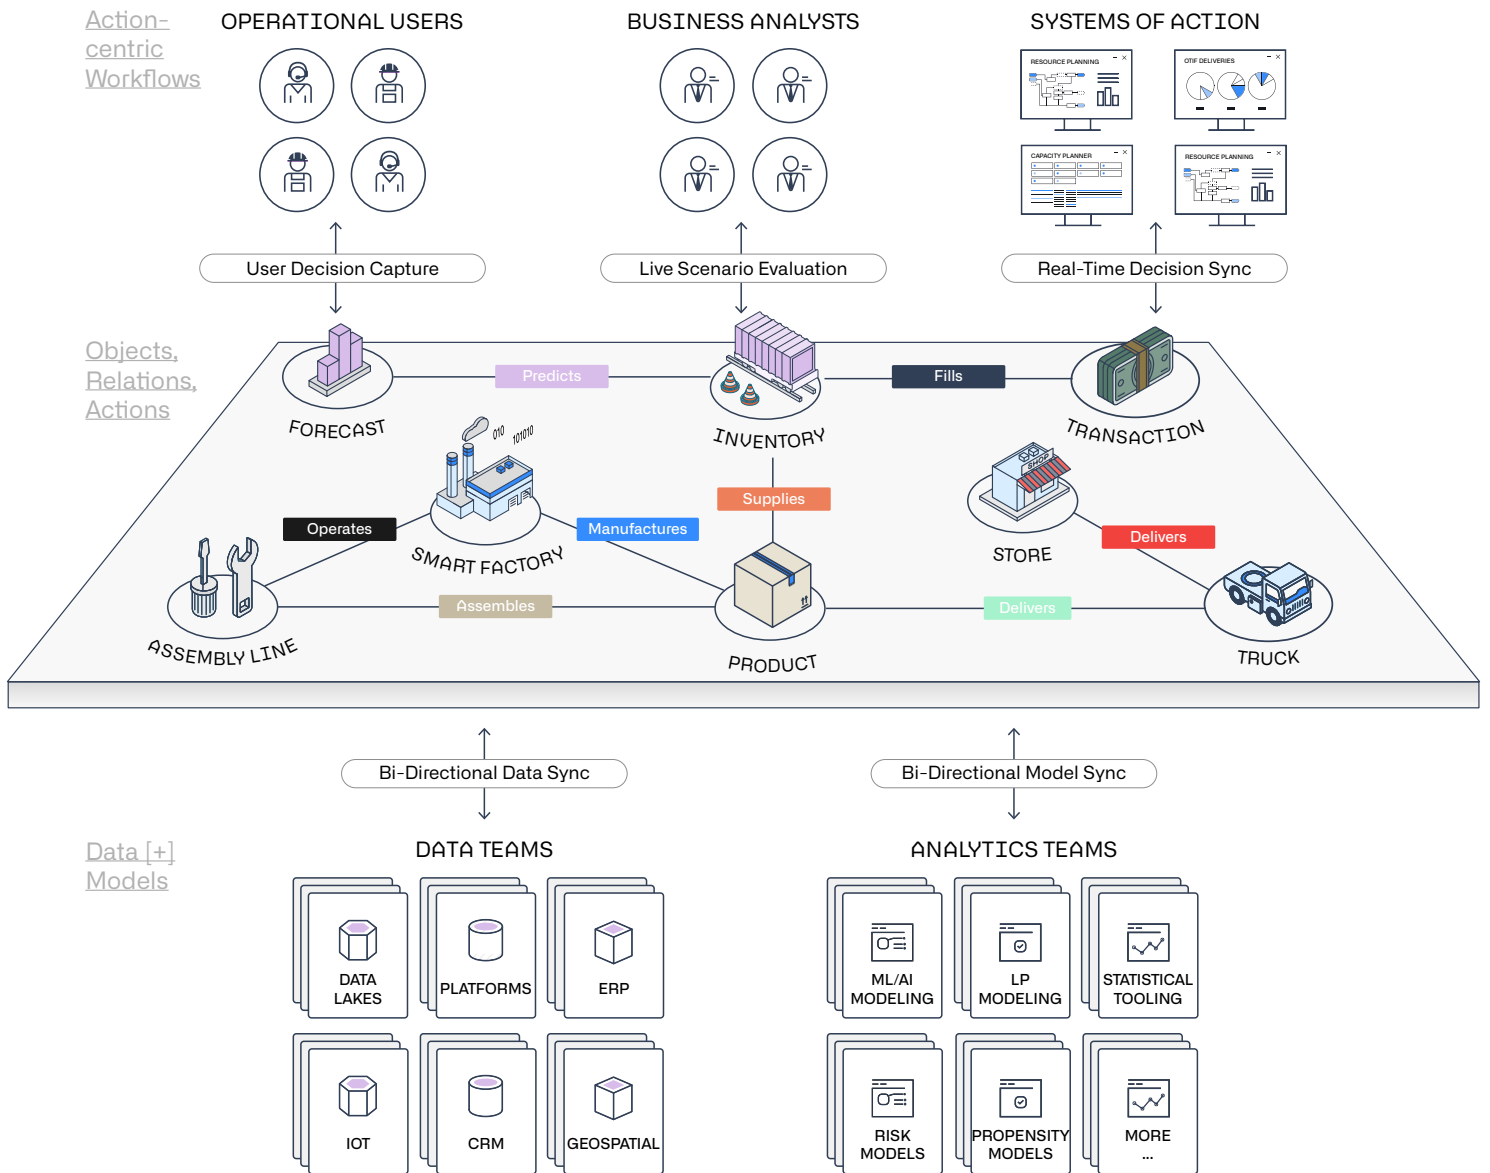 Action-
centric
Workflows
OPERATIONAL USERS
BUSINESS ANALYSTS
SYSTEMS OF ACTION
RESOURCE PLANNING
OTIF DELIVERIES
CAPACITY PLANNER
RESOURCE PLANNING
User Decision Capture
Live Scenario Evaluation
Real-Time Decision Sync
Objects,
Relations,
Actions
Predicts
Fills
FORECAST
INVENTORY
TRANSACTION
010
101010
SHOP
Supplies
Operates
Manufactures
Delivers
SMART FACTORY
STORE
Assembles
Delivers
ASSEMBLY LINE
PRODUCT
TRUCK
Bi-Directional Data Sync
Bi-Directional Model Sync
Data [+]
Models
DATA TEAMS
ANALYTICS TEAMS
DATA
LAKES
PLATFORMS
ERP
ML/AI
MODELING
LP
MODELING
STATISTICAL
TOOLING
IOT
CRM
GEOSPATIAL
RISK
MODELS
PROPENSITY
MODELS
MORE
...